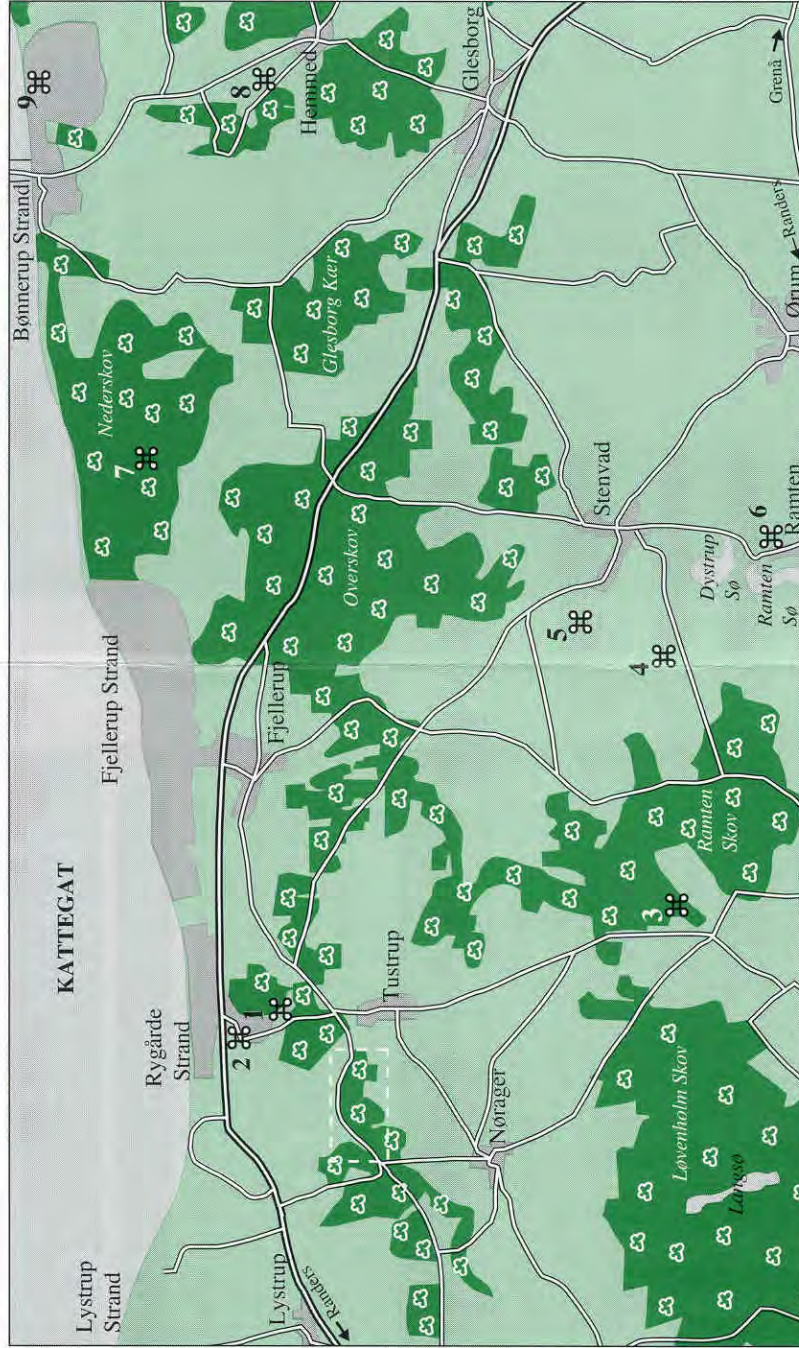 KATTEGAT
Lystrup
Strand
Rygårde
Strand
Fjellerup Strand
Bønnerup Strand
9
8
Hemmed
Glesborg
Grenå
Nederskov
7
Glesborg Kær
Overskov
Fjellerup
1
2
Tustrup
Lystrup
Randers
Nørager
Stenvad
5
4
Dystrup
Sø
Ramten
Sø
6
Ramten
Ørum
Randers
Ramten
Skov
3
Løvenholm Skov
Langsø